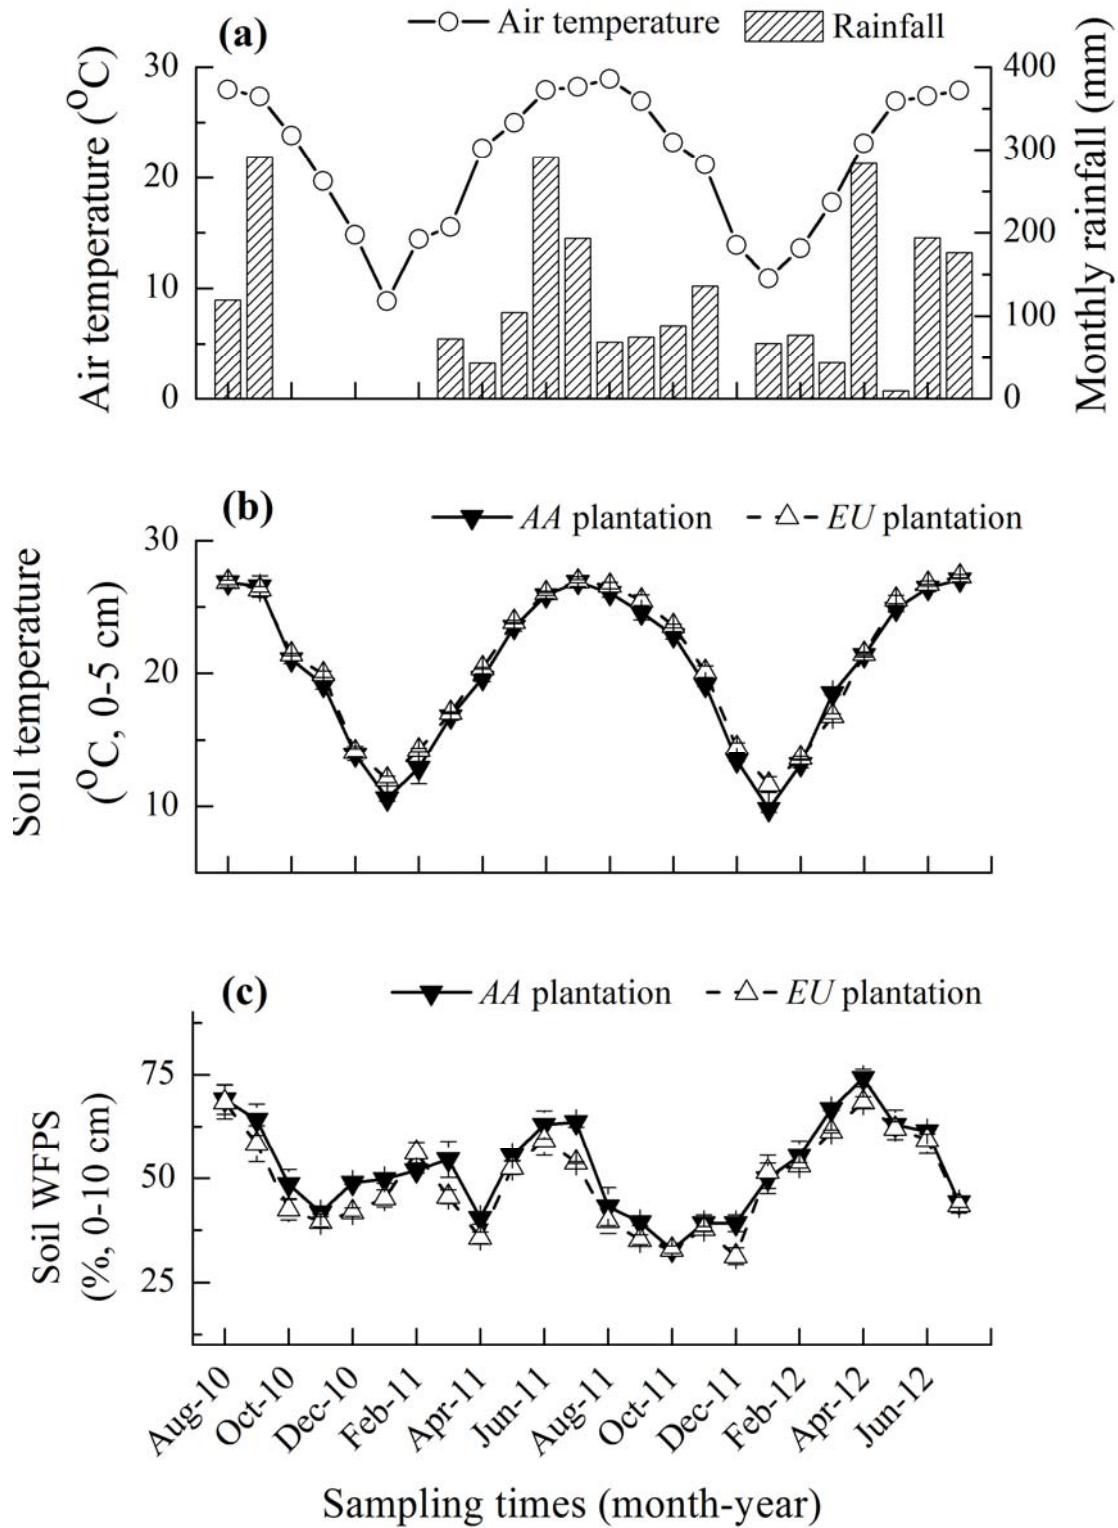 (a)
Air temperature
Rainfall
Air temperature (°C)
30
20
10
0
Monthly rainfall (mm)
400
300
200
100
0
(b)
AA plantation
EU plantation
Soil temperature
(°C, 0-5 cm)
30
20
10
(c)
AA plantation
EU plantation
Soil WFPS
(%, 0-10 cm)
75
50
25
Aug-10
Oct-10
Dec-10
Feb-11
Apr-11
Jun-11
Aug-11
Oct-11
Dec-11
Feb-12
Apr-12
Jun-12
Sampling times (month-year)